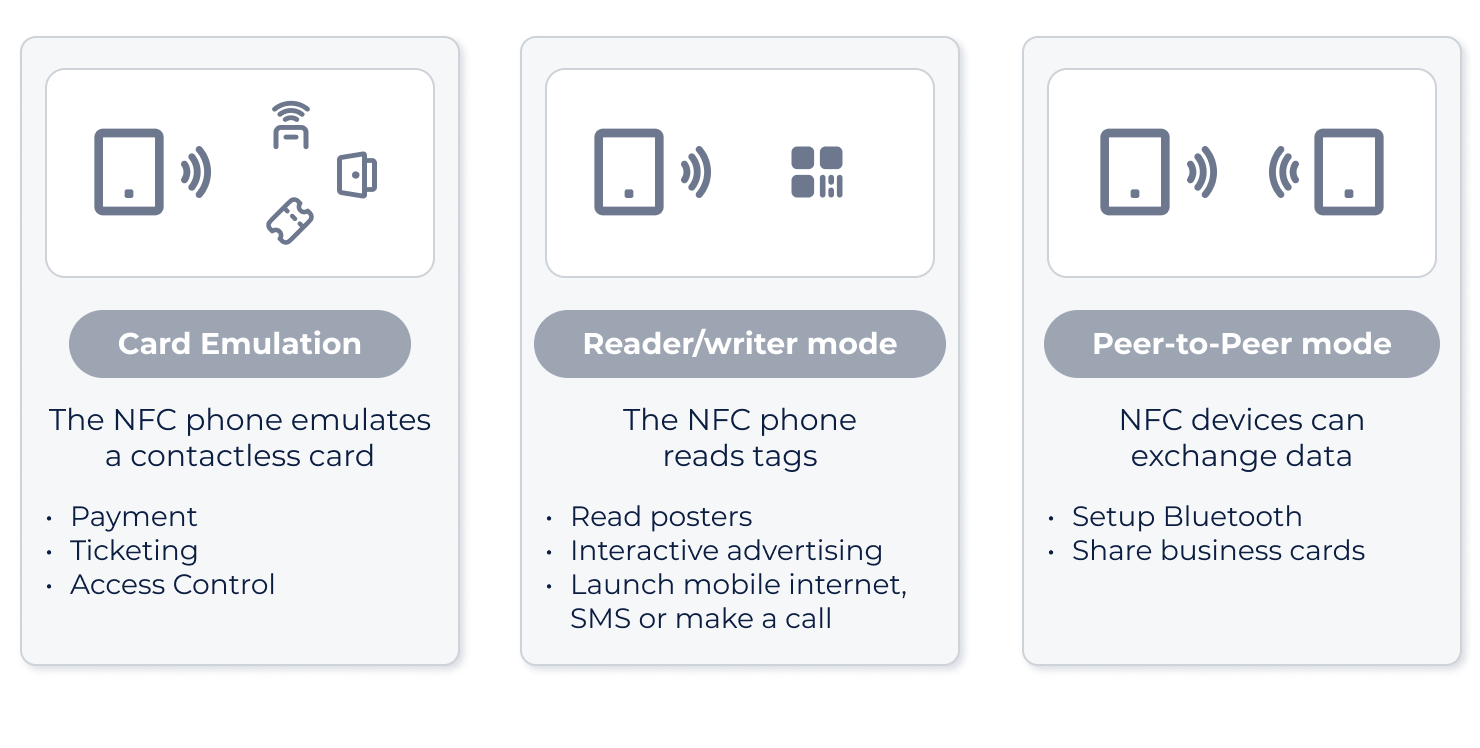 Card Emulation
The NFC phone emulates
a contactless card
• Payment
• Ticketing
• Access Control
Reader/writer mode
The NFC phone
reads tags
• Read posters
• Interactive advertising
• Launch mobile internet,
SMS or make a call
Peer-to-Peer mode
NFC devices can
exchange data
• Setup Bluetooth
• Share business cards